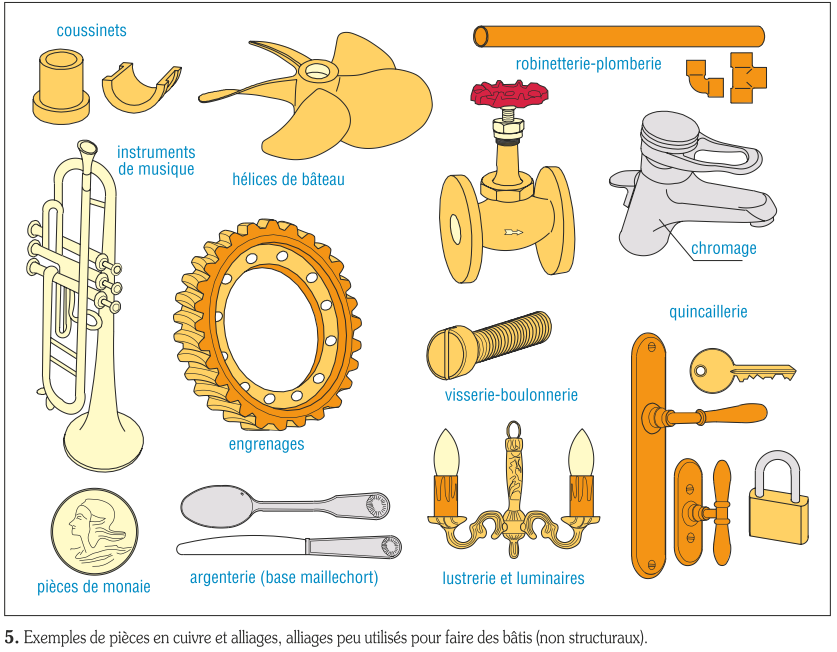 coussinets
robinetterie-plomberie
instruments
de musique
hélices de bâteau
chromage
quincaillerie
visserie-boulonnerie
engrenages
pièces de monaie
argenterie (base maillechort)
lustrerie et luminaires
5. Exemples de pièces en cuivre et alliages, alliages peu utilisés pour faire des bâtis (non structuraux).